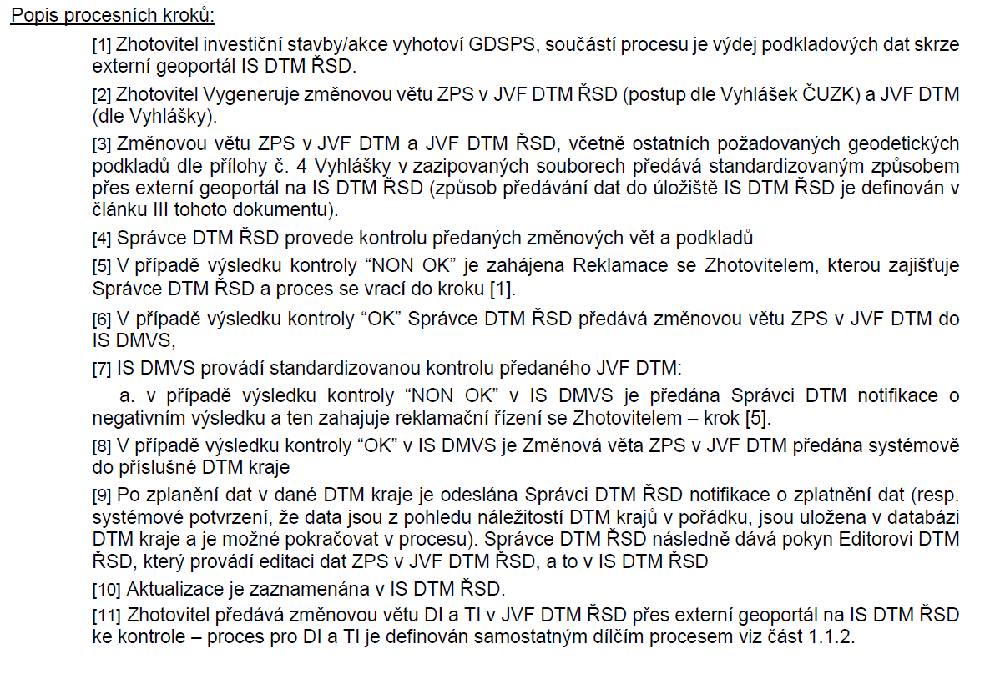 Popis procesních kroků:
[1] Zhotovitel investiční stavby/akce vyhotoví GDSPS, součástí procesu je výdej podkladových dat skrze
externí geoportál IS DTM ŘSD.
[2] Zhotovitel Vygeneruje změnovou větu ZPS v JVF DTM ŘSD (postup dle Vyhlášek ČUZK) a JVF DTM
(dle Vyhlášky).
[3] Změnovou větu ZPS v JVF DTM a JVF DTM ŘSD, včetně ostatních požadovaných geodetických
podkladů dle přílohy č. 4 Vyhlášky v zazipovaných souborech předává standardizovaným způsobem
přes externí geoportál na IS DTM ŘSD (způsob předávání dat do úložiště IS DTM ŘSD je definován v
článku III tohoto dokumentu).
[4] Správce DTM ŘSD provede kontrolu předaných změnových vět a podkladů
[5] V případě výsledku kontroly “NON OK” je zahájena Reklamace se Zhotovitelem, kterou zajišťuje
Správce DTM ŘSD a proces se vrací do kroku [1].
[6] V případě výsledku kontroly “OK” Správce DTM ŘSD předává změnovou větu ZPS v JVF DTM do
IS DMVS,
[7] IS DMVS provádí standardizovanou kontrolu předaného JVF DTM:
a. v případě výsledku kontroly “NON OK” v IS DMVS je předána Správci DTM notifikace o
negativním výsledku a ten zahajuje reklamační řízení se Zhotovitelem – krok [5].
[8] V případě výsledku kontroly “OK” v IS DMVS je Změnová věta ZPS v JVF DTM předána systémově
do příslušné DTM kraje
[9] Po zplanění dat v dané DTM kraje je odeslána Správci DTM ŘSD notifikace o zplatnění dat (resp.
systémové potvrzení, že data jsou z pohledu náležitostí DTM krajů v pořádku, jsou uložena v databázi
DTM kraje a je možné pokračovat v procesu). Správce DTM ŘSD následně dává pokyn Editorovi DTM
ŘSD, který provádí editaci dat ZPS v JVF DTM ŘSD, a to v IS DTM ŘSD
[10] Aktualizace je zaznamenána v IS DTM ŘSD.
[11] Zhotovitel předává změnovou větu DI a TI v JVF DTM ŘSD přes externí geoportál na IS DTM ŘSD
ke kontrole – proces pro DI a TI je definován samostatným dílčím procesem viz část 1.1.2.